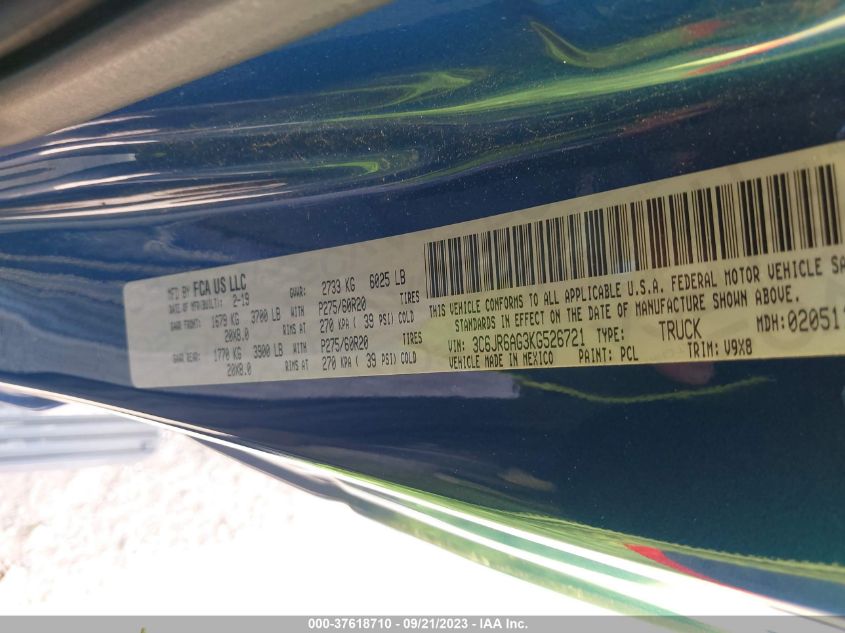 MFD BY FCA US LLC
DATE OF MFR/BUILT: 2-19 GVWR: 2733 KG 6025 LB
GAWR FRONT: 1679 KG 3700 LB P275/60R20 TIRES
20X8.0 RIMS AT 270 KPA ( 39 PSI) COLD
GAWR REAR: 1770 KG 3900 LB WITH P275/60R20 TIRES
20X8.0 RIMS AT 270 KPA ( 39 PSI) COLD
THIS VEHICLE CONFORMS TO ALL APPLICABLE U.S.A. FEDERAL MOTOR VEHICLE SA
STANDARDS IN EFFECT ON THE DATE OF MANUFACTURE SHOWN ABOVE.
VIN: 3C6JR6AG3KG526721 TYPE: TRUCK MDH: 02051
VEHICLE MADE IN MEXICO PAINT: PCL TRIM: V9X8
000-37618710 - 09/21/2023 - IAA Inc.